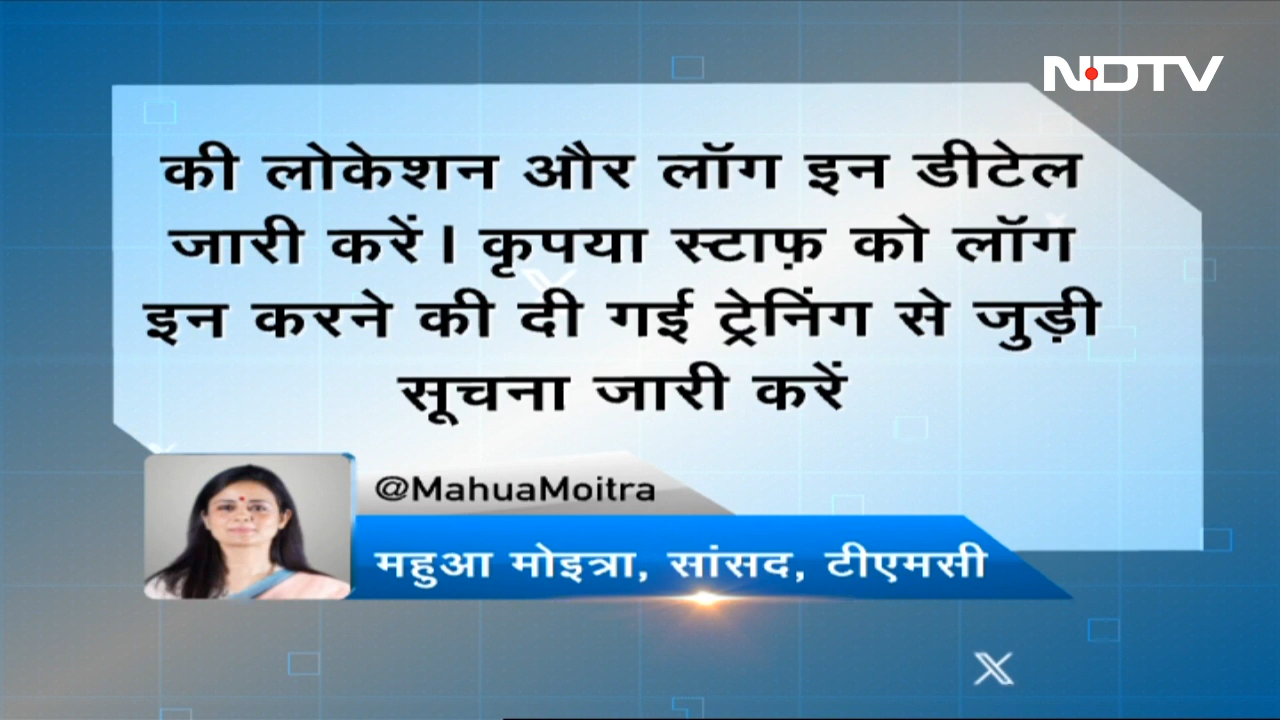 NDTV
की लोकेशन और लॉग इन डीटेल
जारी करें। कृपया स्टाफ़ को लॉग
इन करने की दी गई ट्रेनिंग से जुड़ी
सूचना जारी करें
@MahuaMoitra
महुआ मोइत्रा, सांसद, टीएमसी